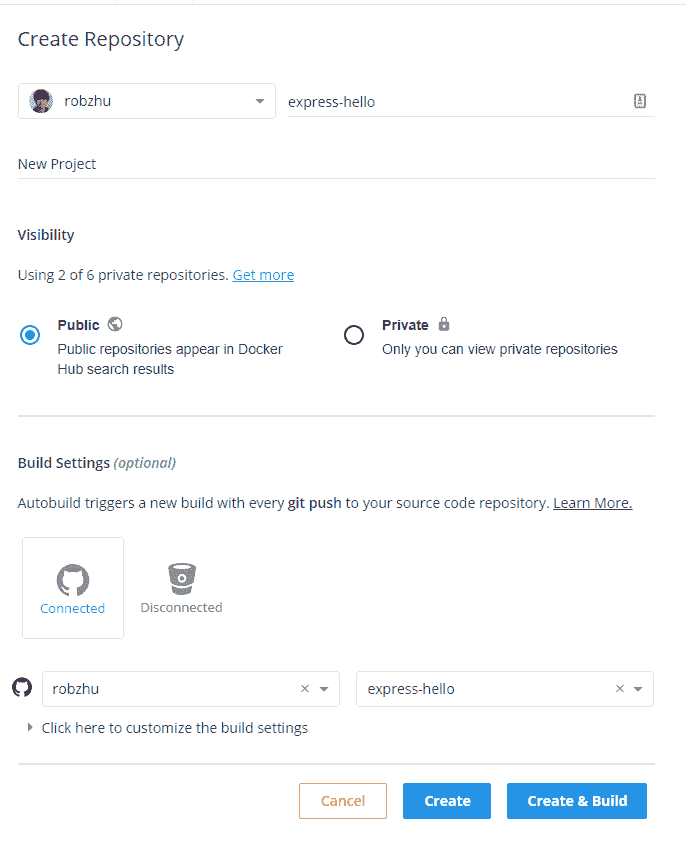 Create Repository
robzhu
express-hello
New Project
Visibility
Using 2 of 6 private repositories. Get more
Public
Private
Public repositories appear in Docker
Hub search results
Only you can view private repositories
Build Settings (optional)
Autobuild triggers a new build with every git push to your source code repository. Learn More.
Connected
Disconnected
robzhu
express-hello
Click here to customize the build settings
Cancel
Create
Create & Build